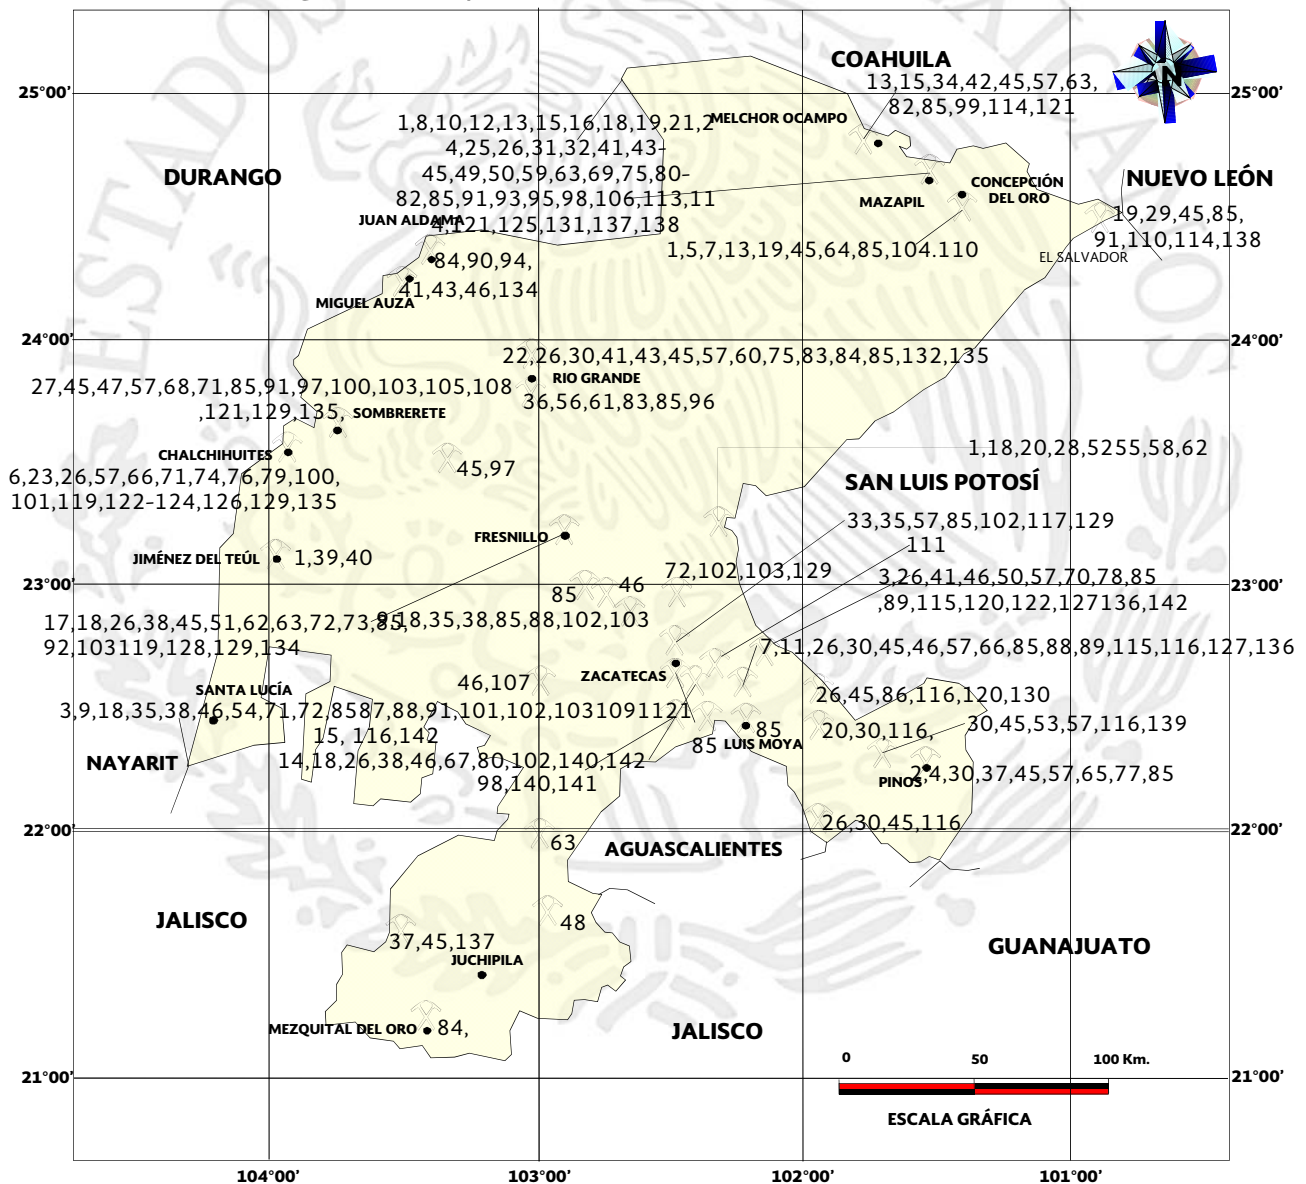 COAHUILA
13,15,34,42,45,57,63,
82,85,99,114,121
N
25°00'
25°00'
MELCHOR OCAMPO
1,8,10,12,13,15,16,18,19,21,2
4,25,26,31,32,41,43-
45,49,50,59,63,69,75,80-
82,85,91,93,95,98,106,113,11
4,121,125,131,137,138
DURANGO
NUEVO LEÓN
CONCEPCIÓN
DEL ORO
MAZAPIL
19,29,45,85,
91,110,114,138
EL SALVADOR
JUAN ALDAMA
1,5,7,13,19,45,64,85,104.110
84,90,94,
41,43,46,134
MIGUEL AUZA
24°00'
24°00'
22,26,30,41,43,45,57,60,75,83,84,85,132,135
RIO GRANDE
36,56,61,83,85,96
27,45,47,57,68,71,85,91,97,100,103,105,108
,121,129,135,
SOMBRERETE
CHALCHIHUITES
6,23,26,57,66,71,74,76,79,100,
101,119,122-124,126,129,135
45,97
1,18,20,28,5255,58,62
SAN LUIS POTOSÍ
33,35,57,85,102,117,129
111
FRESNILLO
JIMÉNEZ DEL TEÚL
1,39,40
72,102,103,129
3,26,41,46,50,57,70,78,85
,89,115,120,122,127136,142
23°00'
23°00'
85
46
9,18,35,38,85,88,102,103
17,18,26,38,45,51,62,63,72,73,85,
92,103119,128,129,134
7,11,26,30,45,46,57,66,85,88,89,115,116,127,136
ZACATECAS
46,107
SANTA LUCÍA
26,45,86,116,120,130
3,9,18,35,38,46,54,71,72,8587,88,91,101,102,1031091121
15, 116,142
85
85
LUIS MOYA
20,30,116,
30,45,53,57,116,139
NAYARIT
14,18,26,38,46,67,80,102,140,142
98,140,141
PINOS
2,4,30,37,45,57,65,77,85
26,30,45,116
22°00'
22°00'
63
AGUASCALIENTES
JALISCO
48
37,45,137
JUCHIPILA
GUANAJUATO
MEZQUITAL DEL ORO
84,
JALISCO
0
50
100 Km.
21°00'
21°00'
ESCALA GRÁFICA
104°00'
103°00'
102°00'
101°00'